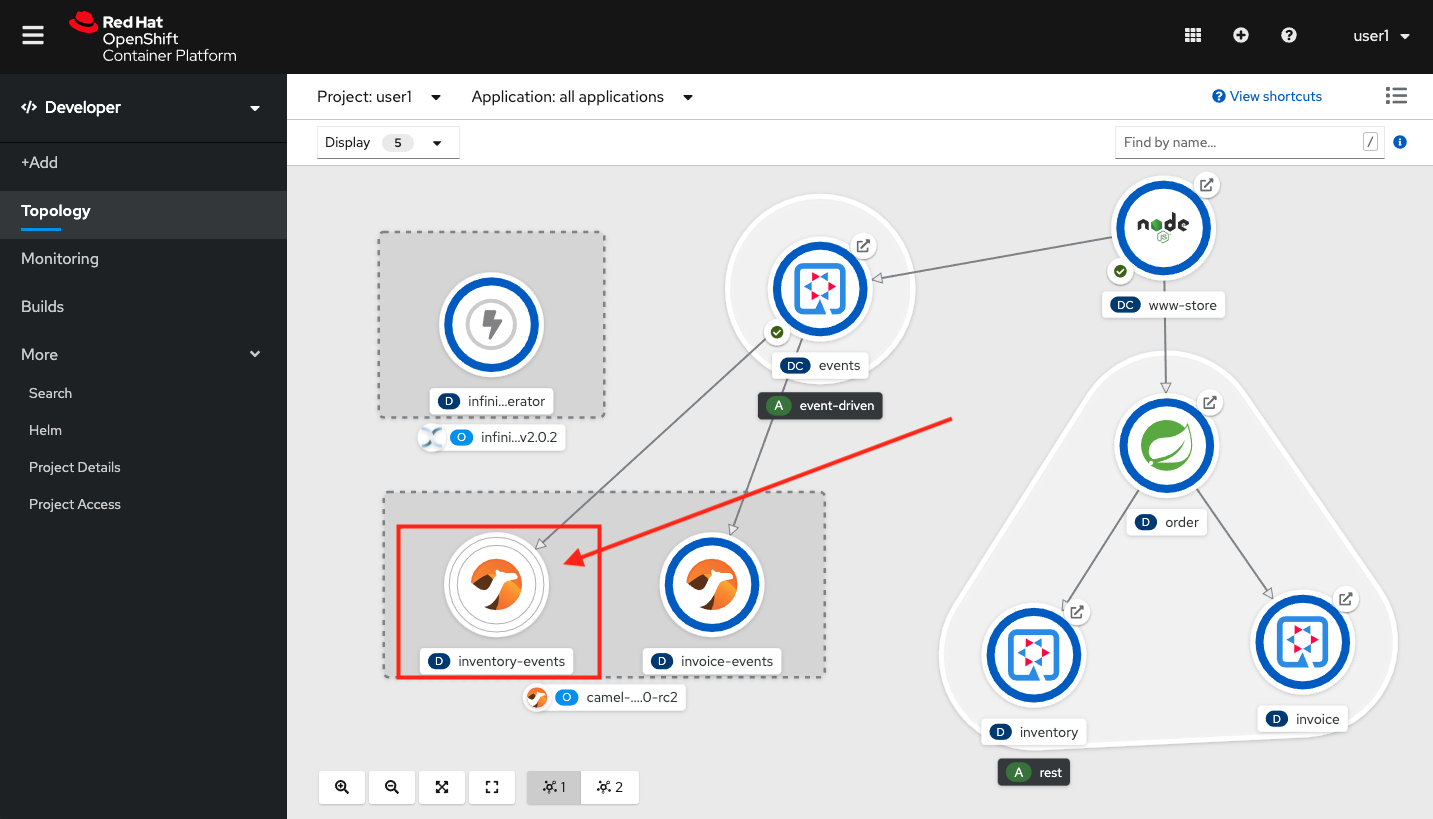 Red Hat
OpenShift
Container Platform
user1
Developer
+Add
Topology
Monitoring
Builds
More
Search
Helm
Project Details
Project Access
Project: user1
Application: all applications
View shortcuts
Display 5
Find by name...
/
D infini...erator
O infini...v2.0.2
DC events
A event-driven
node
JS
DC www-store
D order
D inventory-events
D invoice-events
O camel-....0-rc2
D inventory
D invoice
A rest
1
2